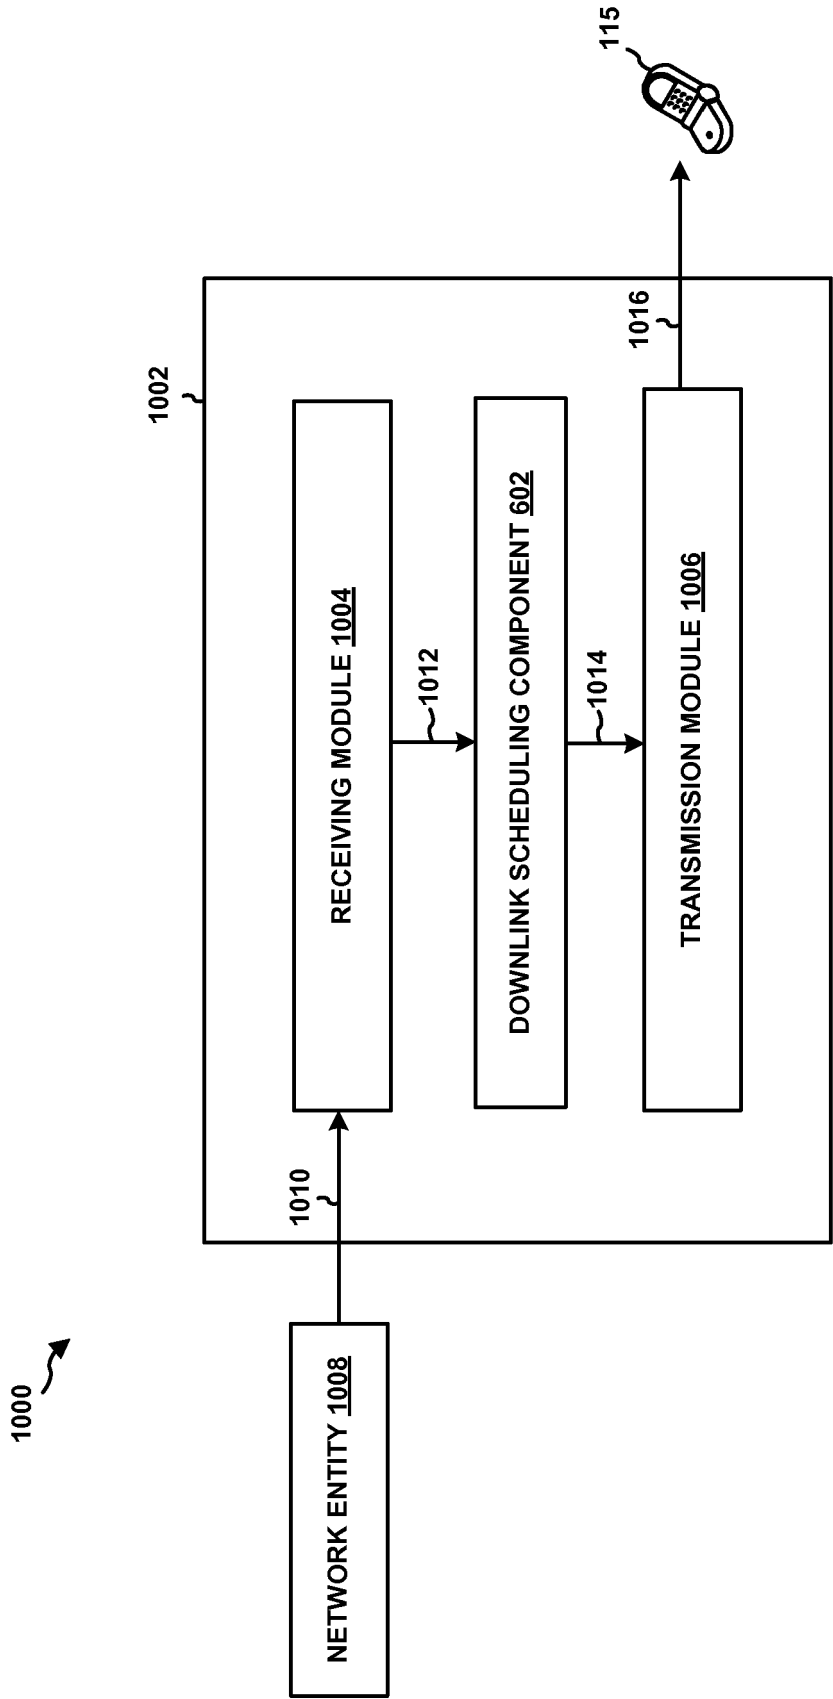 1000
1002
115
NETWORK ENTITY 1008
1010
RECEIVING MODULE 1004
1012
DOWNLINK SCHEDULING COMPONENT 602
1014
TRANSMISSION MODULE 1006
1016